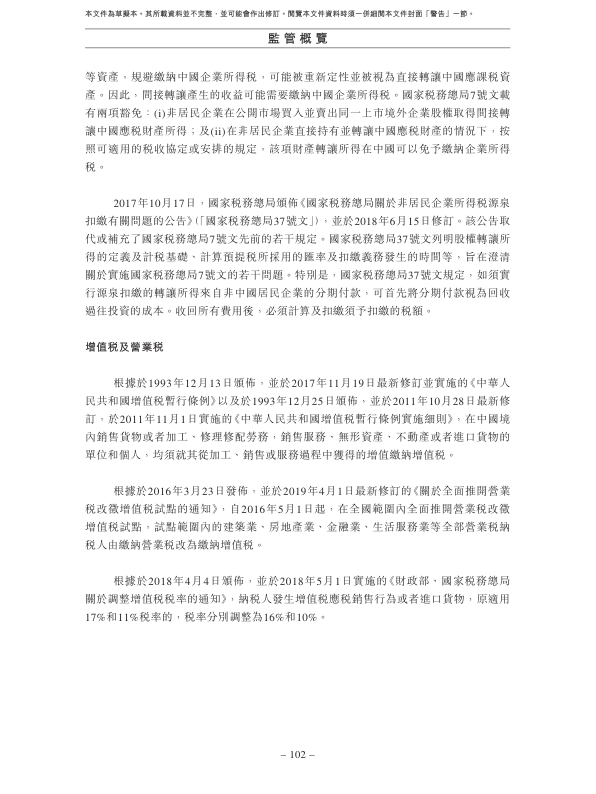 本文件為草擬本。其所載資料並不完整，並可能會作出修訂。閱覽本文件資料時須一併細閱本文件封面「警告」一節。
監管概覽
等資產，規避繳納中國企業所得稅，可能被重新定性並被視為直接轉讓中國應課稅資
產。因此，間接轉讓產生的收益可能需要繳納中國企業所得稅。國家稅務總局7號文載
有兩項豁免：(i)非居民企業在公開市場買入並賣出同一上市境外企業股權取得間接轉
讓中國應稅財產所得；及(ii)在非居民企業直接持有並轉讓中國應稅財產的情況下，按
照可適用的稅收協定或安排的規定，該項財產轉讓所得在中國可以免予繳納企業所得
稅。
2017年10月17日，國家稅務總局頒佈《國家稅務總局關於非居民企業所得稅源泉
扣繳有關問題的公告》(「國家稅務總局37號文」)，並於2018年6月15日修訂。該公告取
代或補充了國家稅務總局7號文先前的若干規定。國家稅務總局37號文列明股權轉讓所
得的定義及計稅基礎、計算預提稅所採用的匯率及扣繳義務發生的時間等，旨在澄清
關於實施國家稅務總局7號文的若干問題。特別是，國家稅務總局37號文規定，如須實
行源泉扣繳的轉讓所得來自非中國居民企業的分期付款，可首先將分期付款視為回收
過往投資的成本。收回所有費用後，必須計算及扣繳須予扣繳的稅額。
增值稅及營業稅
根據於1993年12月13日頒佈，並於2017年11月19日最新修訂並實施的《中華人
民共和國增值稅暫行條例》以及於1993年12月25日頒佈，並於2011年10月28日最新修
訂，於2011年11月1日實施的《中華人民共和國增值稅暫行條例實施細則》，在中國境
內銷售貨物或者加工、修理修配勞務，銷售服務、無形資產、不動產或者進口貨物的
單位和個人，均須就其從加工、銷售或服務過程中獲得的增值繳納增值稅。
根據於2016年3月23日發佈，並於2019年4月1日最新修訂的《關於全面推開營業
稅改徵增值稅試點的通知》，自2016年5月1日起，在全國範圍內全面推開營業稅改徵
增值稅試點，試點範圍內的建築業、房地產業、金融業、生活服務業等全部營業稅納
稅人由繳納營業稅改為繳納增值稅。
根據於2018年4月4日頒佈，並於2018年5月1日實施的《財政部、國家稅務總局
關於調整增值稅稅率的通知》，納稅人發生增值稅應稅銷售行為或者進口貨物，原適用
17%和11%稅率的，稅率分別調整為16%和10%。
– 102 –